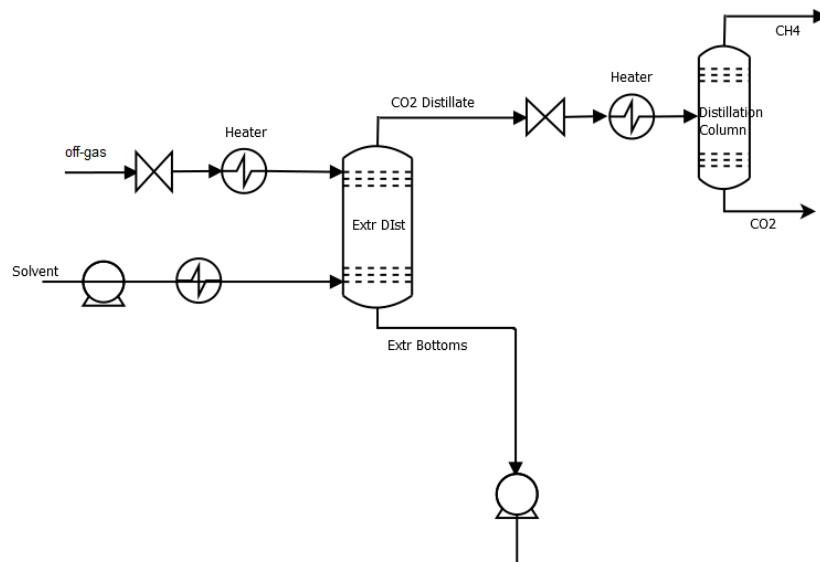 CH4
Heater
CO2 Distillate
Distillation
Column
Heater
off-gas
CO2
Extr DIst
Solvent
Extr Bottoms